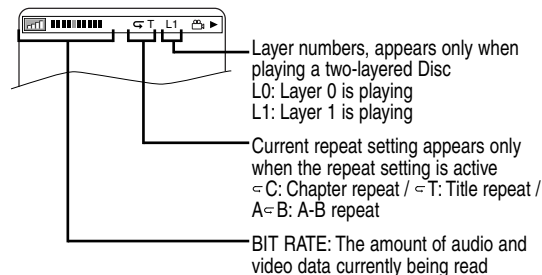 T L1
Layer numbers, appears only when
playing a two-layered Disc
L0: Layer 0 is playing
L1: Layer 1 is playing
Current repeat setting appears only
when the repeat setting is active
⊂C: Chapter repeat / ⊂T: Title repeat /
A⊂B: A-B repeat
BIT RATE: The amount of audio and
video data currently being read